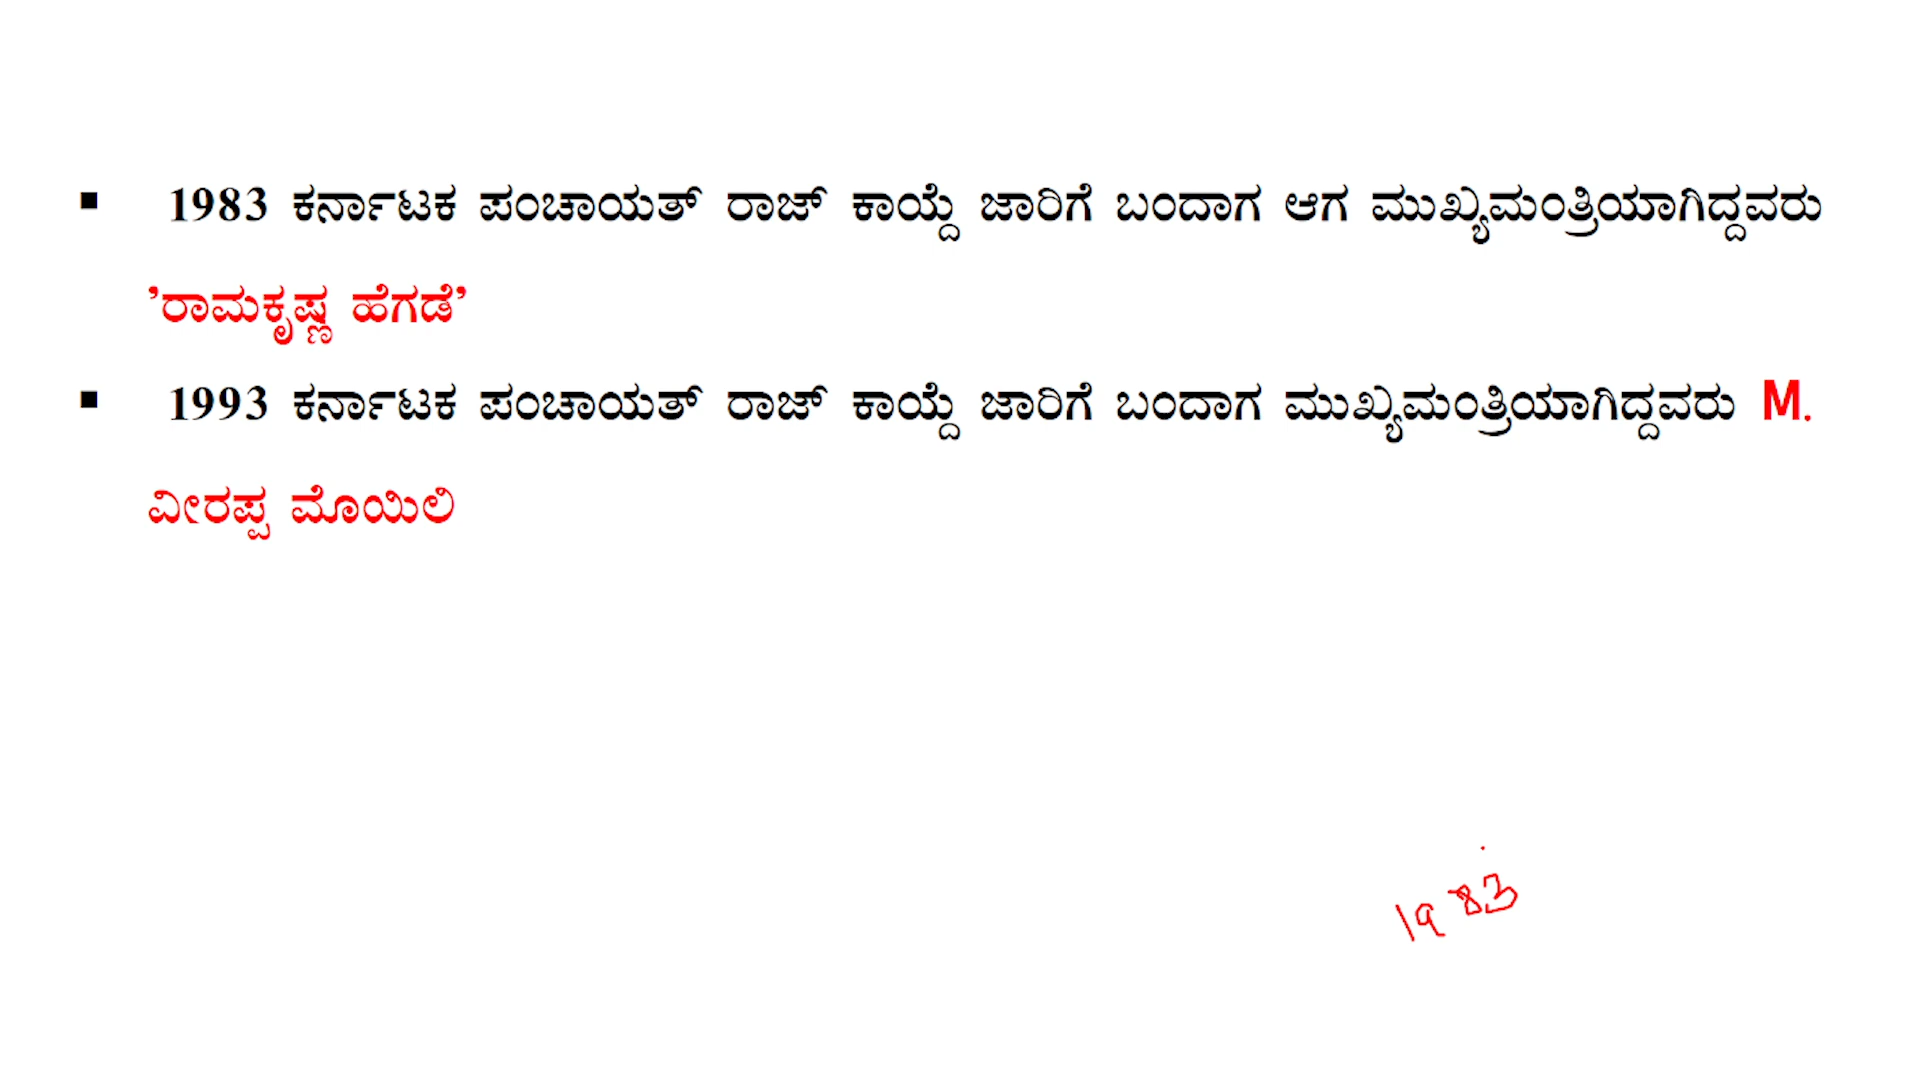 ▪ 1983 ಕರ್ನಾಟಕ ಪಂಚಾಯತ್ ರಾಜ್ ಕಾಯ್ದೆ ಜಾರಿಗೆ ಬಂದಾಗ ಆಗ ಮುಖ್ಯಮಂತ್ರಿಯಾಗಿದ್ದವರು
’ರಾಮಕೃಷ್ಣ ಹೆಗಡೆ’
▪ 1993 ಕರ್ನಾಟಕ ಪಂಚಾಯತ್ ರಾಜ್ ಕಾಯ್ದೆ ಜಾರಿಗೆ ಬಂದಾಗ ಮುಖ್ಯಮಂತ್ರಿಯಾಗಿದ್ದವರು M.
ವೀರಪ್ಪ ಮೊಯಿಲಿ
1983